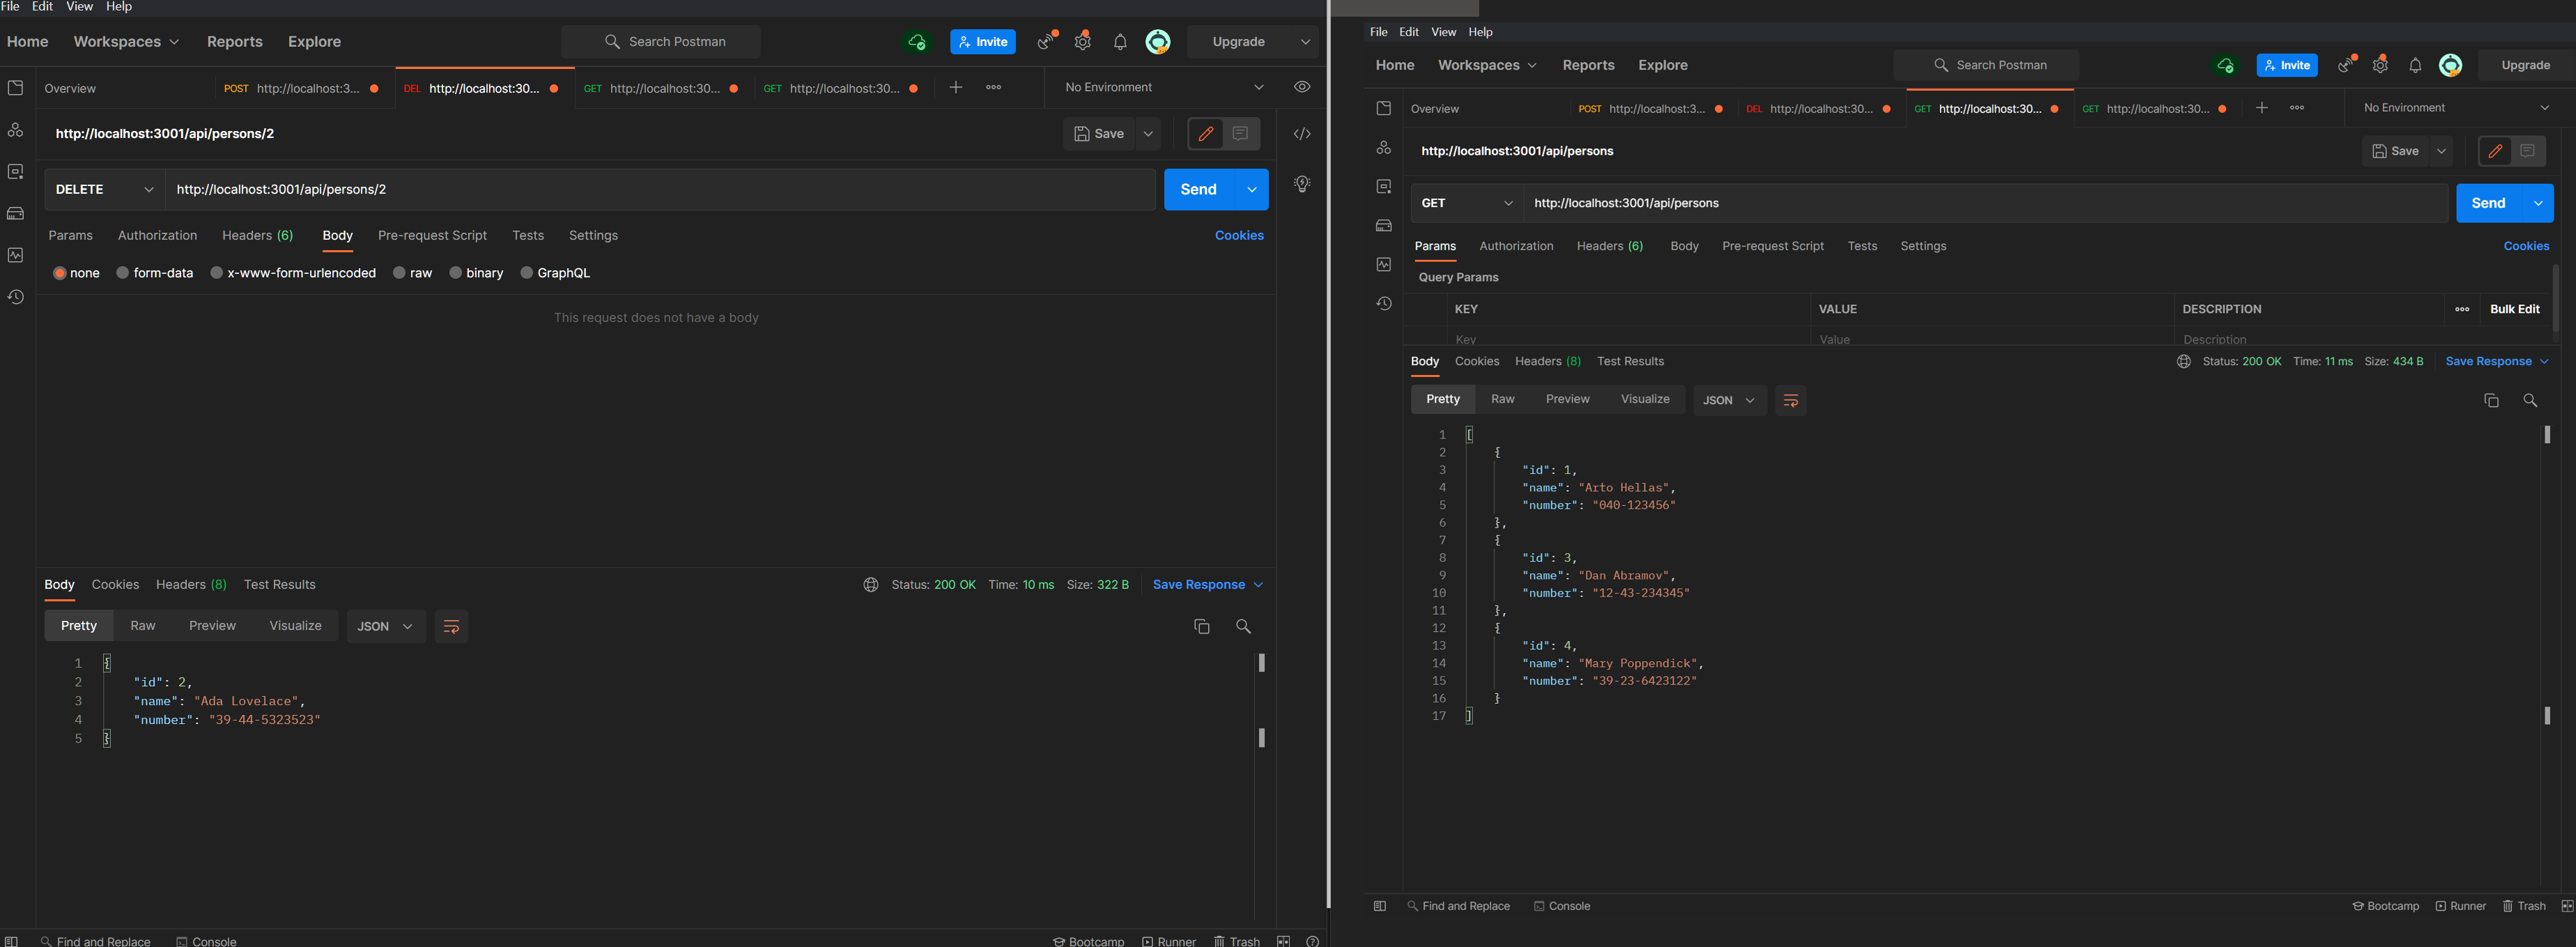 File Edit View Help
Home Workspaces Reports Explore Search Postman Invite Upgrade
Overview POST http://localhost:3... DEL http://localhost:30... GET http://localhost:30... GET http://localhost:30... No Environment
http://localhost:3001/api/persons/2 Save
DELETE http://localhost:3001/api/persons/2 Send
Params Authorization Headers (6) Body Pre-request Script Tests Settings Cookies
none form-data x-www-form-urlencoded raw binary GraphQL
This request does not have a body
Body Cookies Headers (8) Test Results Status: 200 OK Time: 10 ms Size: 322 B Save Response
Pretty Raw Preview Visualize JSON
1 {
2 "id": 2,
3 "name": "Ada Lovelace",
4 "number": "39-44-5323523"
5 }
Find and Replace Console Bootcamp Runner Trash
File Edit View Help
Home Workspaces Reports Explore Search Postman Invite Upgrade
Overview POST http://localhost:3... DEL http://localhost:30... GET http://localhost:30... GET http://localhost:30... No Environment
http://localhost:3001/api/persons Save
GET http://localhost:3001/api/persons Send
Params Authorization Headers (6) Body Pre-request Script Tests Settings Cookies
Query Params
KEY VALUE DESCRIPTION Bulk Edit
Key Value Description
Body Cookies Headers (8) Test Results Status: 200 OK Time: 11 ms Size: 434 B Save Response
Pretty Raw Preview Visualize JSON
1 [
2 {
3 "id": 1,
4 "name": "Arto Hellas",
5 "number": "040-123456"
6 },
7 {
8 "id": 3,
9 "name": "Dan Abramov",
10 "number": "12-43-234345"
11 },
12 {
13 "id": 4,
14 "name": "Mary Poppendick",
15 "number": "39-23-6423122"
16 }
17 ]
Find and Replace Console Bootcamp Runner Trash